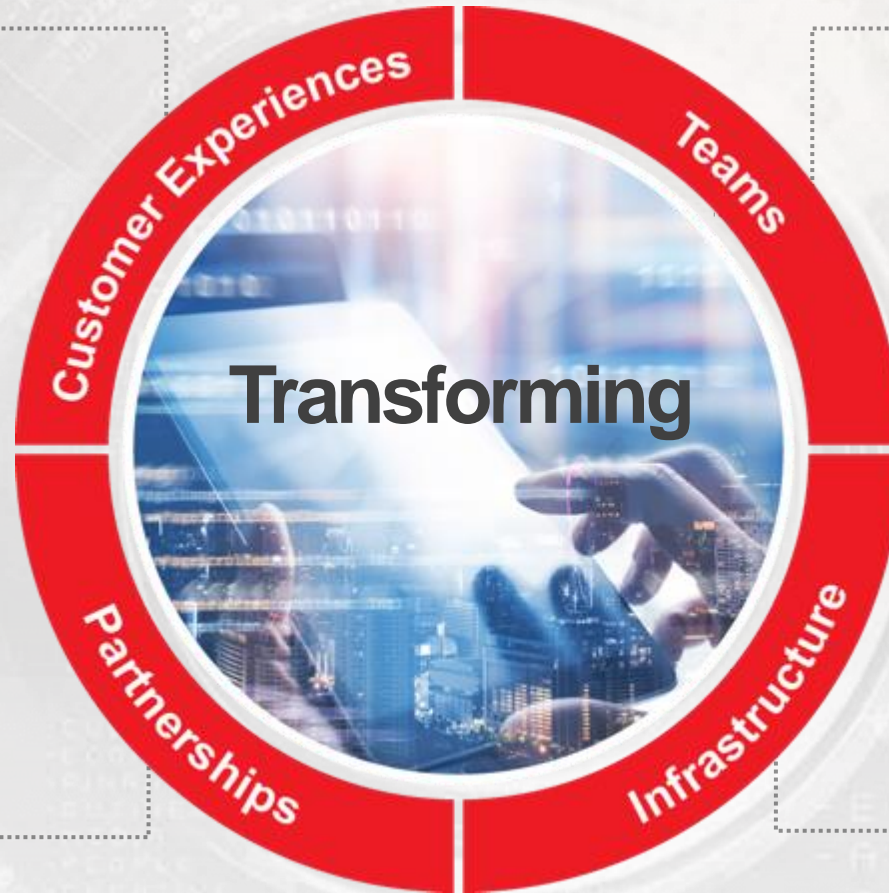 Customer Experiences
Teams
Transforming
Partnerships
Infrastructure